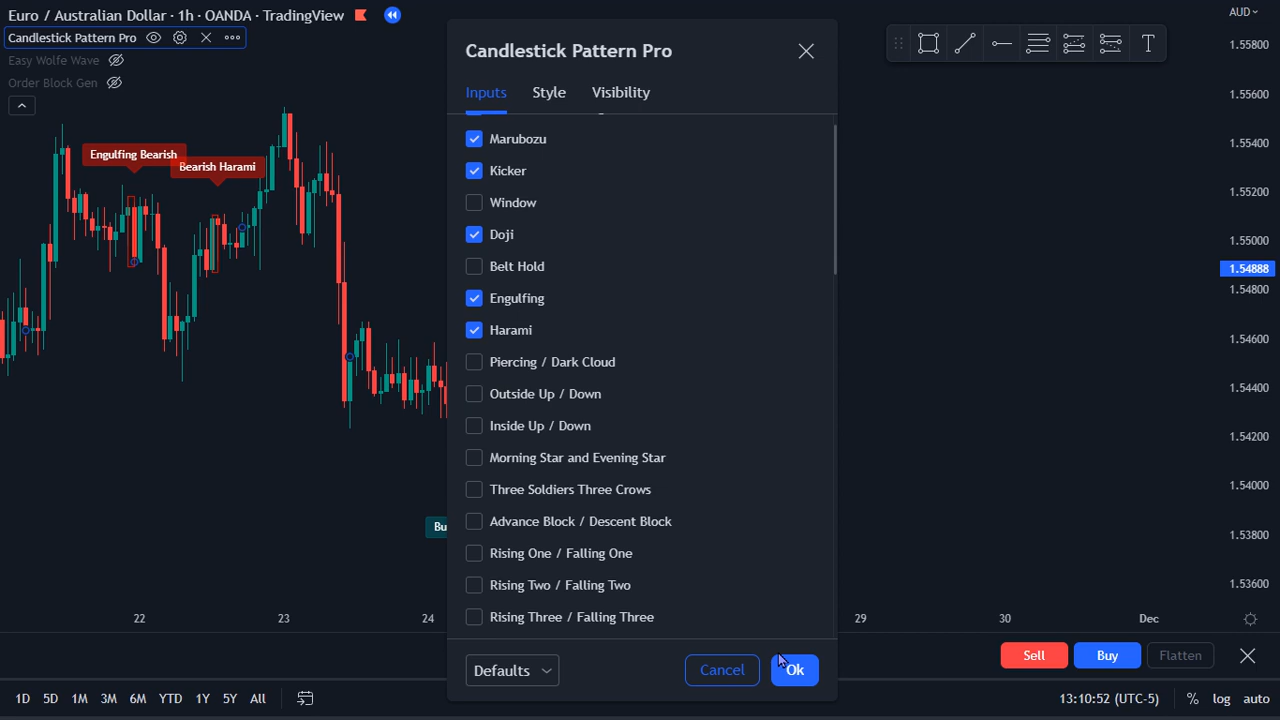 Euro / Australian Dollar · 1h · OANDA · TradingView
Candlestick Pattern Pro
Easy Wolfe Wave
Order Block Gen
Engulfing Bearish
Bearish Harami
Bu
Candlestick Pattern Pro
Inputs Style Visibility
Marubozu
Kicker
Window
Doji
Belt Hold
Engulfing
Harami
Piercing / Dark Cloud
Outside Up / Down
Inside Up / Down
Morning Star and Evening Star
Three Soldiers Three Crows
Advance Block / Descent Block
Rising One / Falling One
Rising Two / Falling Two
Rising Three / Falling Three
Defaults Cancel Ok
T
AUD
1.55800
1.55600
1.55400
1.55200
1.55000
1.54888
1.54800
1.54600
1.54400
1.54200
1.54000
1.53800
1.53600
22 23 24 29 30 Dec
Sell Buy Flatten
1D 5D 1M 3M 6M YTD 1Y 5Y All
13:10:52 (UTC-5) % log auto